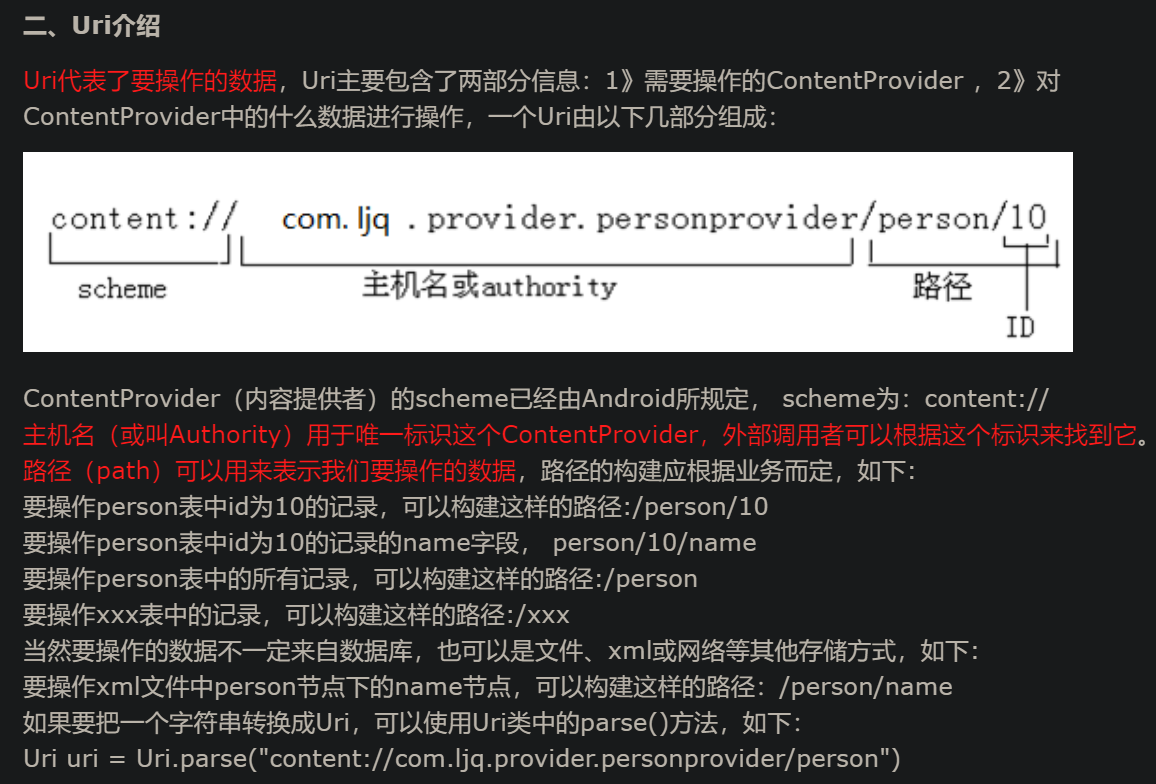 二、Uri介绍
Uri代表了要操作的数据，Uri主要包含了两部分信息：1》需要操作的ContentProvider ，2》对
ContentProvider中的什么数据进行操作，一个Uri由以下几部分组成：
content:// com.ljq .provider.personprovider/person/10
scheme 主机名或authority 路径
ID
ContentProvider（内容提供者）的scheme已经由Android所规定， scheme为：content://
主机名（或叫Authority）用于唯一标识这个ContentProvider，外部调用者可以根据这个标识来找到它。
路径（path）可以用来表示我们要操作的数据，路径的构建应根据业务而定，如下：
要操作person表中id为10的记录，可以构建这样的路径:/person/10
要操作person表中id为10的记录的name字段， person/10/name
要操作person表中的所有记录，可以构建这样的路径:/person
要操作xxx表中的记录，可以构建这样的路径:/xxx
当然要操作的数据不一定来自数据库，也可以是文件、xml或网络等其他存储方式，如下：
要操作xml文件中person节点下的name节点，可以构建这样的路径：/person/name
如果要把一个字符串转换成Uri，可以使用Uri类中的parse()方法，如下：
Uri uri = Uri.parse("content://com.ljq.provider.personprovider/person")